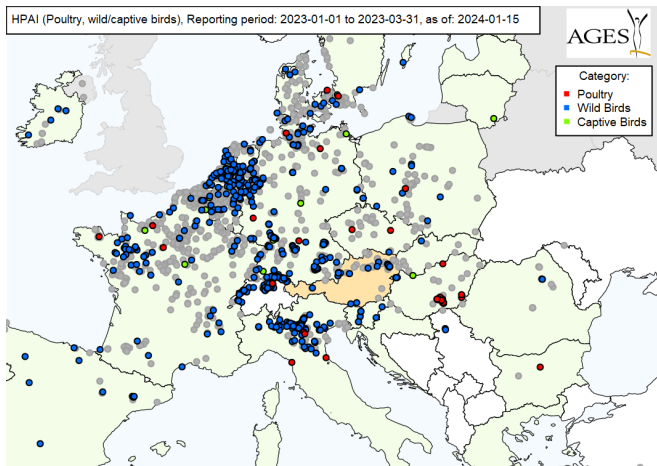 HPAI (Poultry, wild/captive birds), Reporting period: 2023-01-01 to 2023-03-31, as of: 2024-01-15
AGES
Category:
Poultry
Wild Birds
Captive Birds